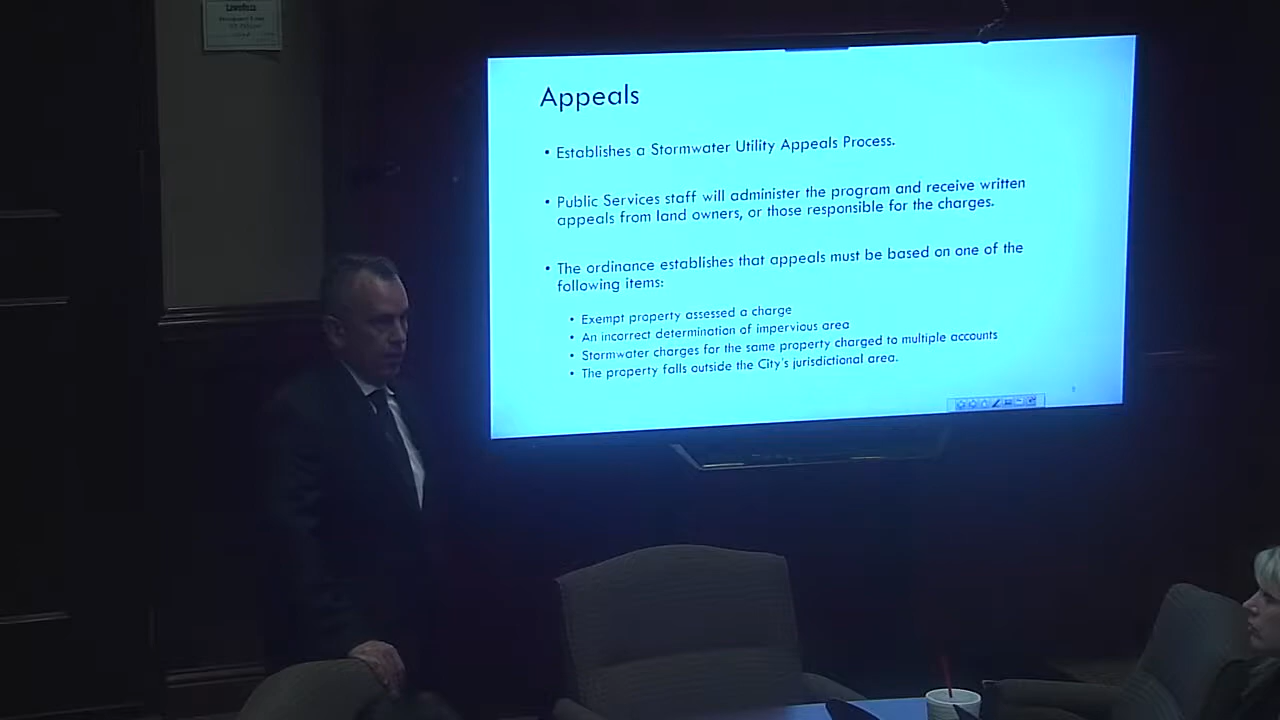 Appeals
• Establishes a Stormwater Utility Appeals Process.
• Public Services staff will administer the program and receive written
appeals from land owners, or those responsible for the charges.
• The ordinance establishes that appeals must be based on one of the
following items:
• Exempt property assessed a charge
• An incorrect determination of impervious area
• Stormwater charges for the same property charged to multiple accounts
• The property falls outside the City's jurisdictional area.